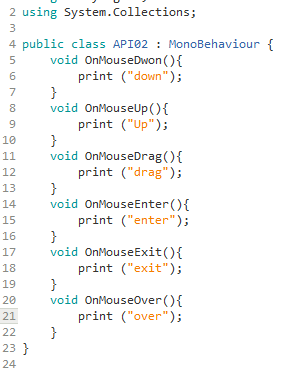 2 using System.Collections;
3
4 public class API02 : MonoBehaviour {
5     void OnMouseDwon(){
6         print ("down");
7     }
8     void OnMouseUp(){
9         print ("Up");
10     }
11     void OnMouseDrag(){
12         print ("drag");
13     }
14     void OnMouseEnter(){
15         print ("enter");
16     }
17     void OnMouseExit(){
18         print ("exit");
19     }
20     void OnMouseOver(){
21         print ("over");
22     }
23 }
24